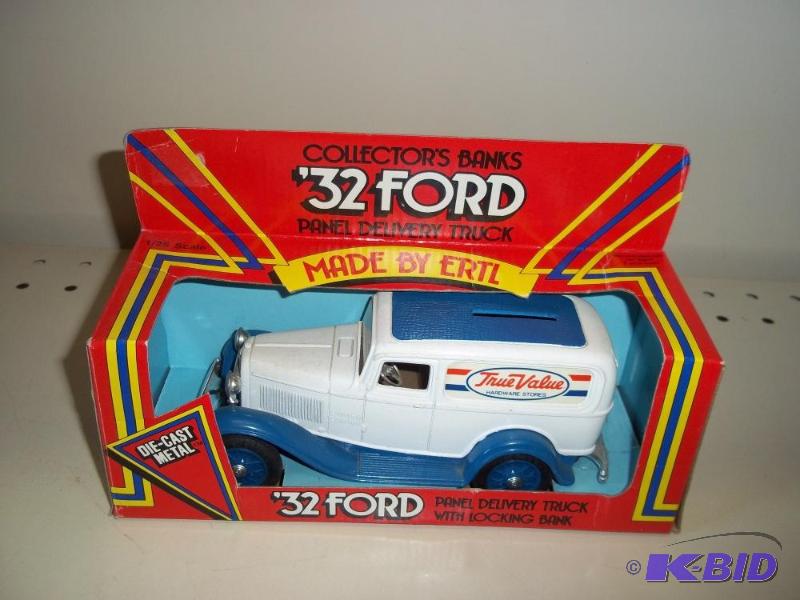 COLLECTOR'S BANKS
'32 FORD
PANEL DELIVERY TRUCK
1/25 Scale
MADE BY ERTL
True Value
HARDWARE STORES
DIE-CAST
METAL
'32 FORD
PANEL DELIVERY TRUCK
WITH LOCKING BANK
© K-BID